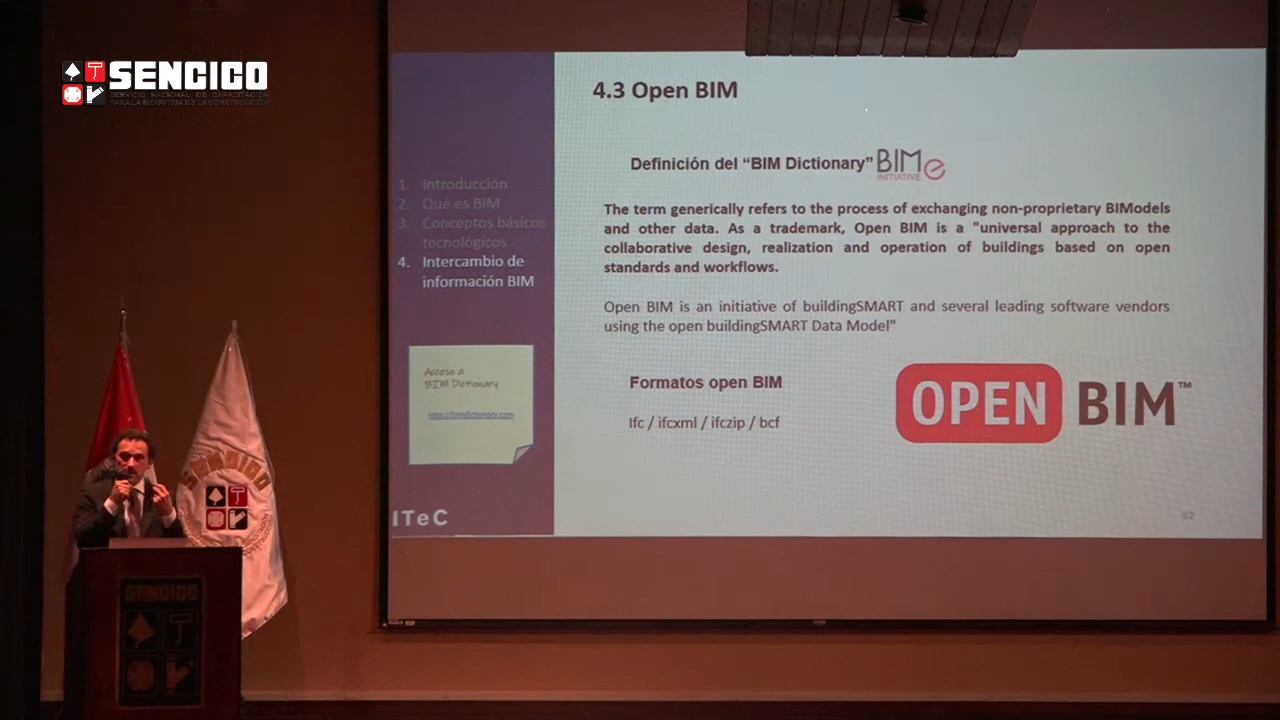 SENCICO
SERVICIO NACIONAL DE CAPACITACIÓN
PARA LA INDUSTRIA DE LA CONSTRUCCIÓN
4.3 Open BIM
Definición del “BIM Dictionary” BIMe
INITIATIVE
1. Introducción
2. Qué es BIM
3. Conceptos básicos
tecnológicos
4. Intercambio de
información BIM
The term generically refers to the process of exchanging non-proprietary BIModels
and other data. As a trademark, Open BIM is a "universal approach to the
collaborative design, realization and operation of buildings based on open
standards and workflows.
Open BIM is an initiative of buildingSMART and several leading software vendors
using the open buildingSMART Data Model"
Acceso a
BIM Dictionary
http://bimdictionary.com
Formatos open BIM
Ifc / ifcxml / ifczip / bcf
OPEN BIM™
ITeC
62
SENCICO
SENCICO